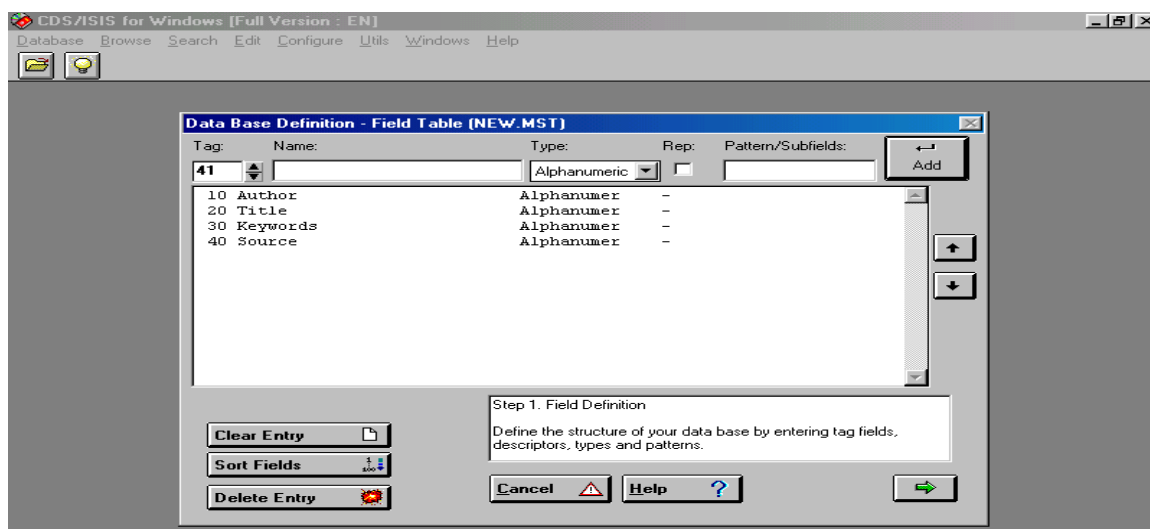 CDS/ISIS for Windows [Full Version : EN]
Database Browse Search Edit Configure Utils Windows Help
Data Base Definition - Field Table (NEW.MST)
Tag: Name: Type: Rep: Pattern/Subfields:
41 Alphanumeric Add
10 Author Alphanumer -
20 Title Alphanumer -
30 Keywords Alphanumer -
40 Source Alphanumer -
Step 1. Field Definition
Define the structure of your data base by entering tag fields,
descriptors, types and patterns.
Clear Entry
Sort Fields
Delete Entry
Cancel Help